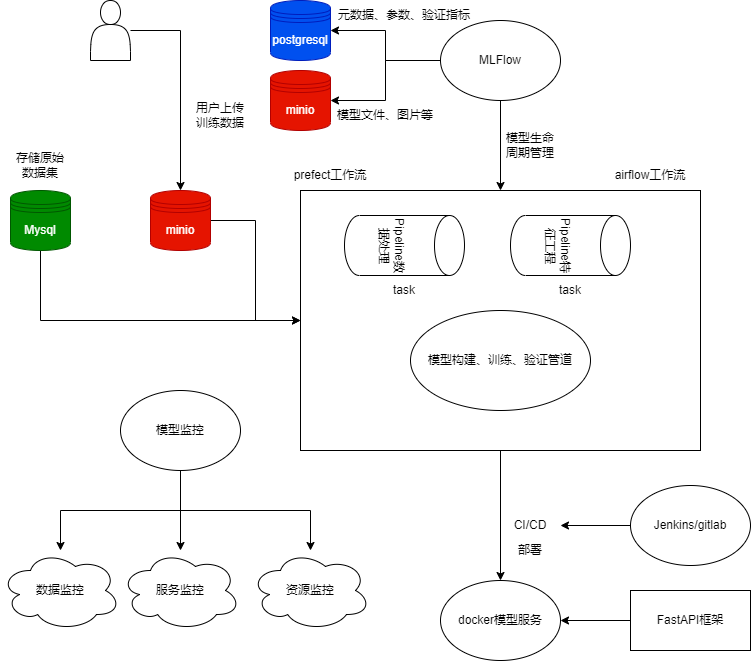 元数据、参数、验证指标
postgresql
MLFlow
minio
模型文件、图片等
用户上传
训练数据
模型生命
周期管理
存储原始
数据集
prefect工作流
airflow工作流
Mysql
minio
Pipeline数
据处理
Pipeline特
征工程
task
task
模型构建、训练、验证管道
模型监控
CI/CD
部署
Jenkins/gitlab
数据监控
服务监控
资源监控
docker模型服务
FastAPI框架